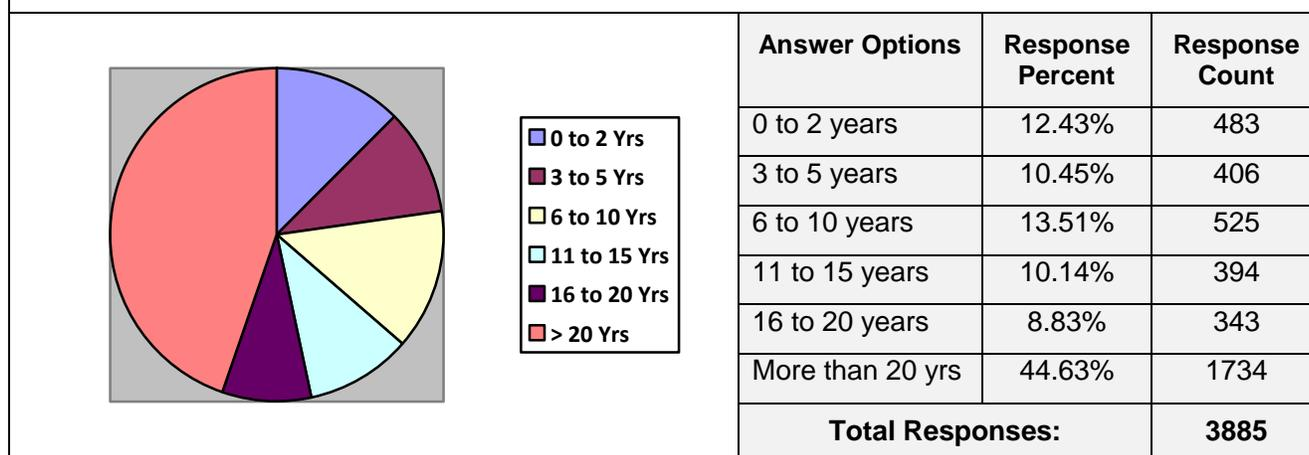 0 to 2 Yrs
3 to 5 Yrs
6 to 10 Yrs
11 to 15 Yrs
16 to 20 Yrs
> 20 Yrs
Answer Options Response Percent Response Count
0 to 2 years 12.43% 483
3 to 5 years 10.45% 406
6 to 10 years 13.51% 525
11 to 15 years 10.14% 394
16 to 20 years 8.83% 343
More than 20 yrs 44.63% 1734
Total Responses: 3885